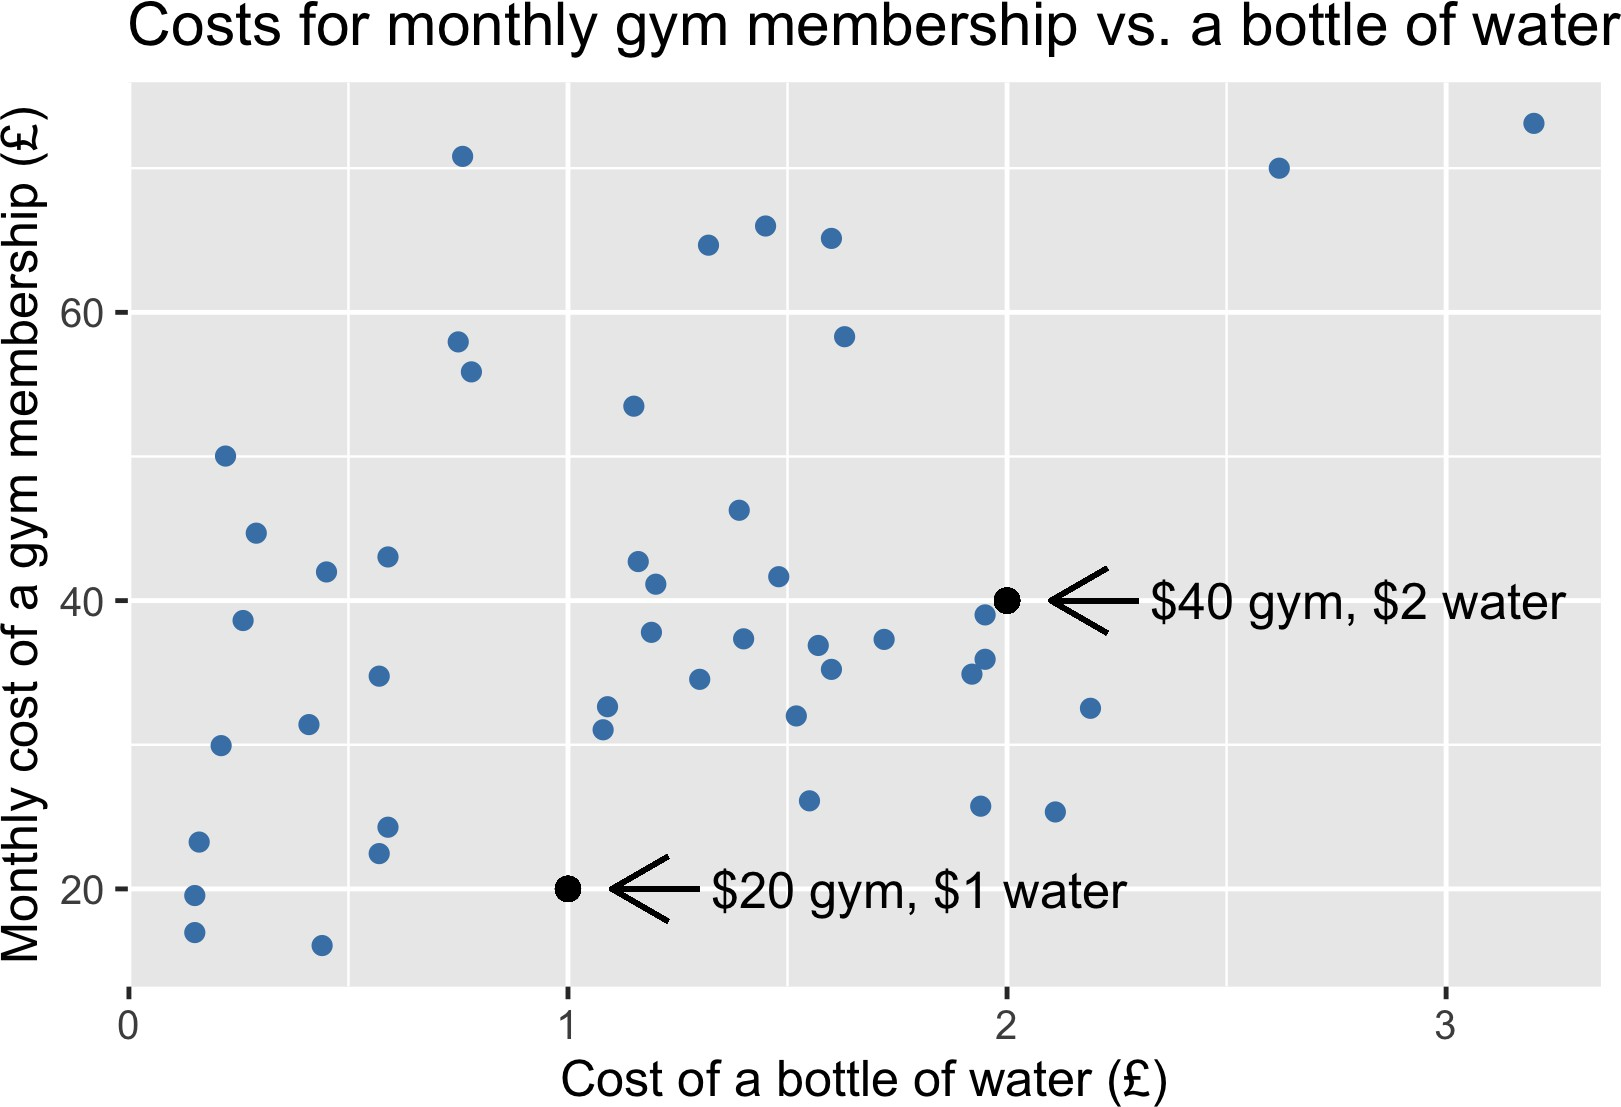 Costs for monthly gym membership vs. a bottle of water
Monthly cost of a gym membership (£)
60
40
20
$40 gym, $2 water
$20 gym, $1 water
0 1 2 3
Cost of a bottle of water (£)